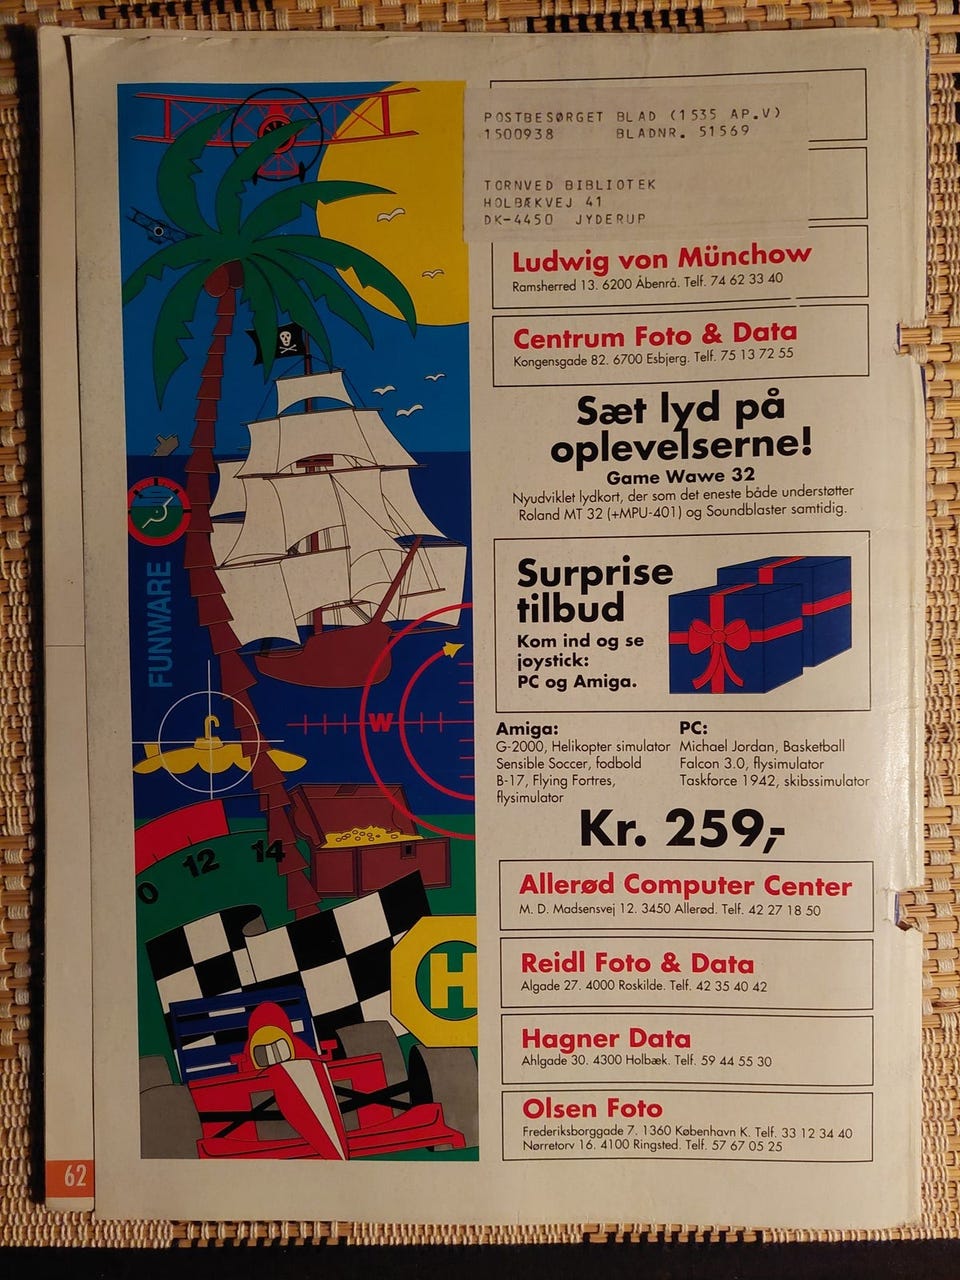 POSTBESØRGET BLAD (1535 AP.V)
1500938 BLADNR. 51569
TORNVED BIBLIOTEK
HOLBÆKVEJ 41
DK-4450 JYDERUP
Ludwig von Münchow
Ramsherred 13. 6200 Åbenrå. Telf. 74 62 33 40
Centrum Foto & Data
Kongensgade 82. 6700 Esbjerg. Telf. 75 13 72 55
Sæt lyd på
oplevelserne!
Game Wawe 32
Nyudviklet lydkort, der som det eneste både understøtter
Roland MT 32 (+MPU-401) og Soundblaster samtidig.
Surprise
tilbud
Kom ind og se
joystick:
PC og Amiga.
Amiga:
G-2000, Helikopter simulator
Sensible Soccer, fodbold
B-17, Flying Fortres,
flysimulator
PC:
Michael Jordan, Basketball
Falcon 3.0, flysimulator
Taskforce 1942, skibssimulator
Kr. 259,-
Allerød Computer Center
M. D. Madsensvej 12. 3450 Allerød. Telf. 42 27 18 50
Reidl Foto & Data
Algade 27. 4000 Roskilde. Telf. 42 35 40 42
Hagner Data
Ahlgade 30. 4300 Holbæk. Telf. 59 44 55 30
Olsen Foto
Frederiksborggade 7. 1360 København K. Telf. 33 12 34 40
Nørretorv 16. 4100 Ringsted. Telf. 57 67 05 25
FUNWARE
W
0 12 14
H
62